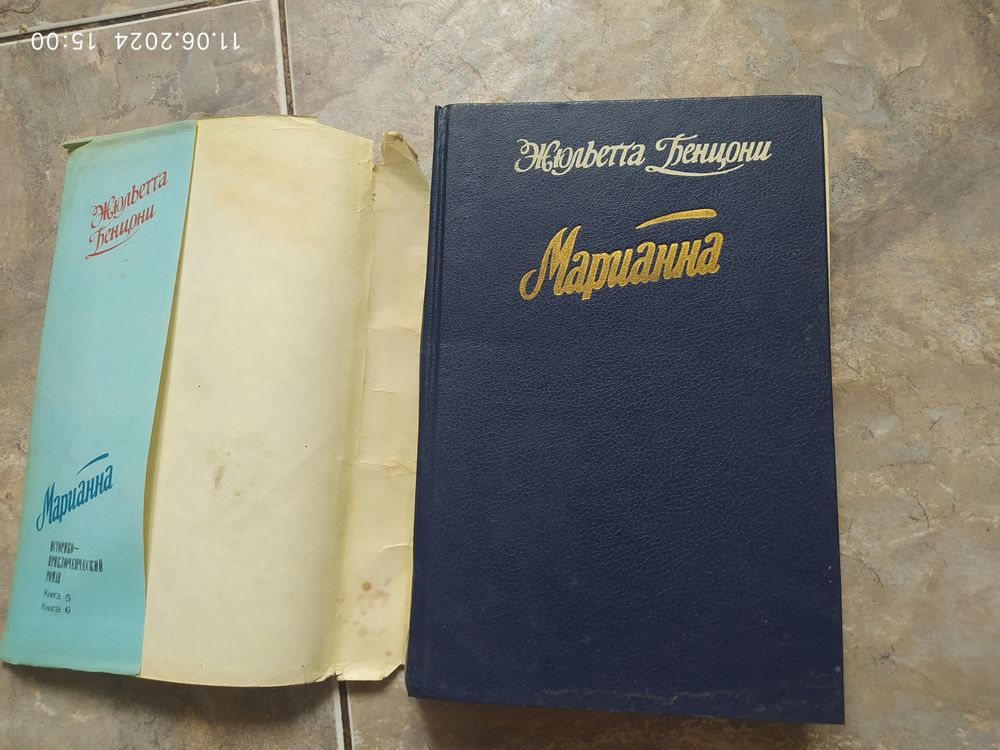 11.06.2024 15:00
Жюльетта
Бенцони
Марианна
ИСТОРИКО-
ПРИКЛЮЧЕНЧЕСКИЙ
РОМАН
Книга 5
Книга 6
Жюльетта Бенцони
Марианна